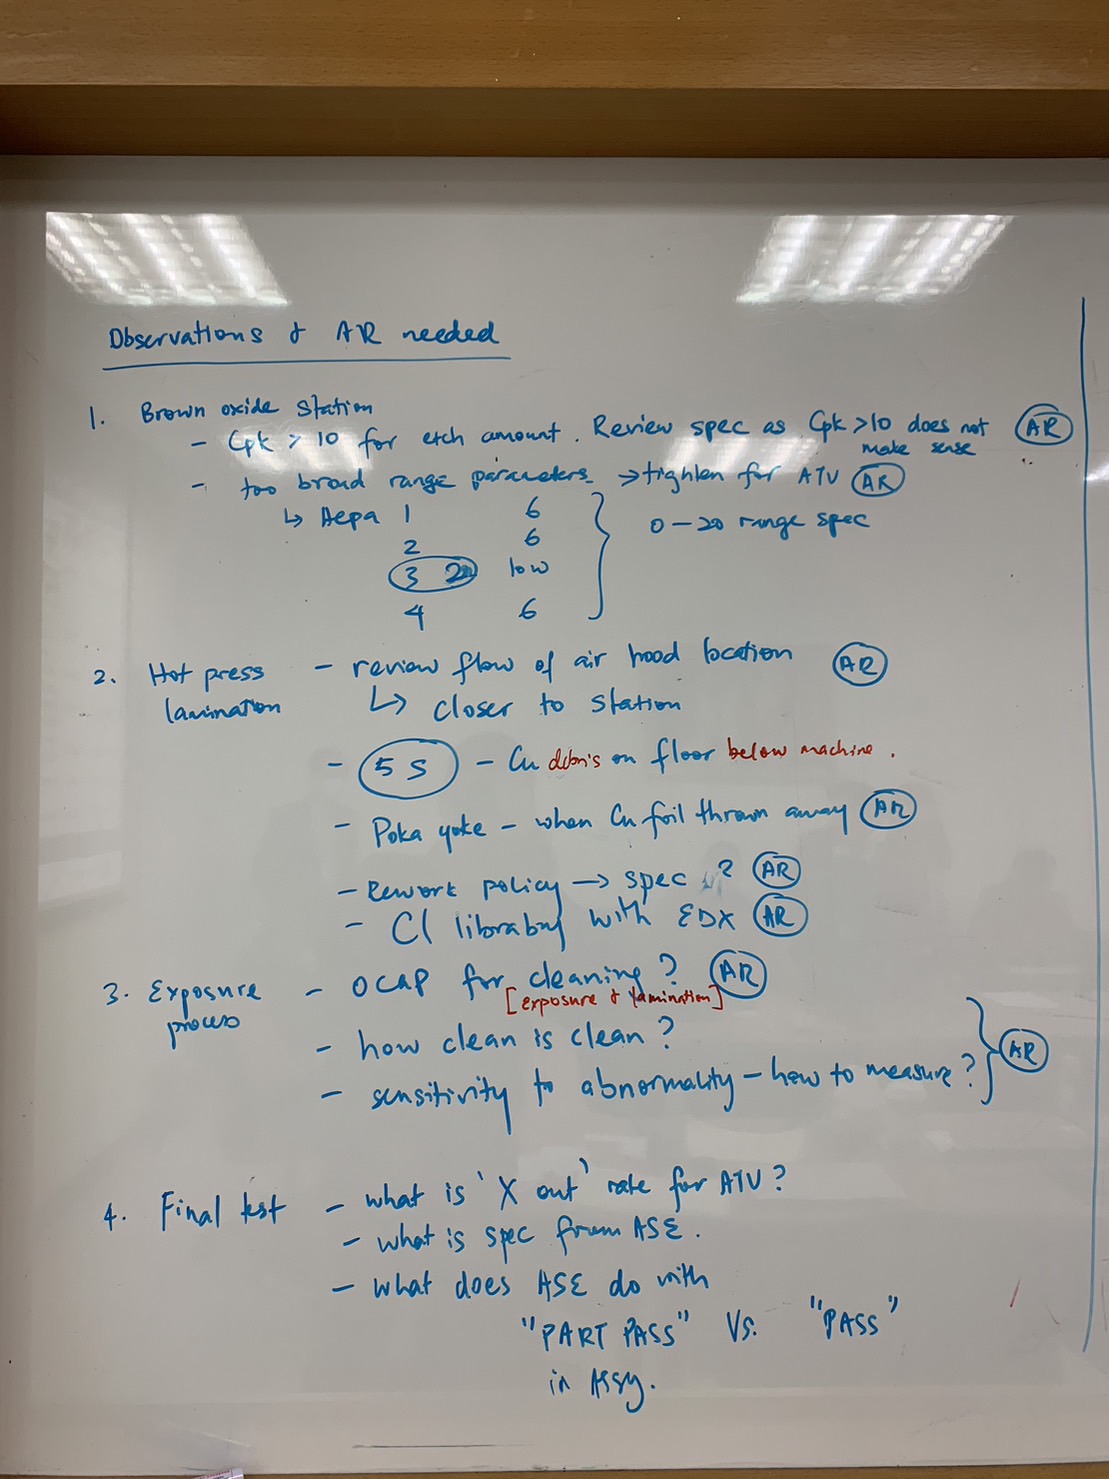 Observations & AR needed
1. Brown oxide station
- Cpk > 10 for etch amount. Review spec as Cpk >10 does not make sense AR
- too broad range parameters → tighten for ATV AR
↳ Aepa 1 6
2 6
3 low
4 6
0 – 20 range spec
2. Hot press lamination
- review flow of air hood location AR
↳ closer to station
- 5 S - Cu debris on floor below machine.
- Poka yoke - when Cu foil thrown away AR
- Rework policy → spec ? AR
- Cl librabry with EDX AR
3. Exposure process
- OCAP for cleaning? AR
[exposure & lamination]
- how clean is clean?
- sensitivity to abnormality - how to measure? AR
4. Final test
- what is 'X out' rate for ATV?
- what is spec from ASE.
- what does ASE do with
"PART PASS" Vs. "PASS"
in Assy.